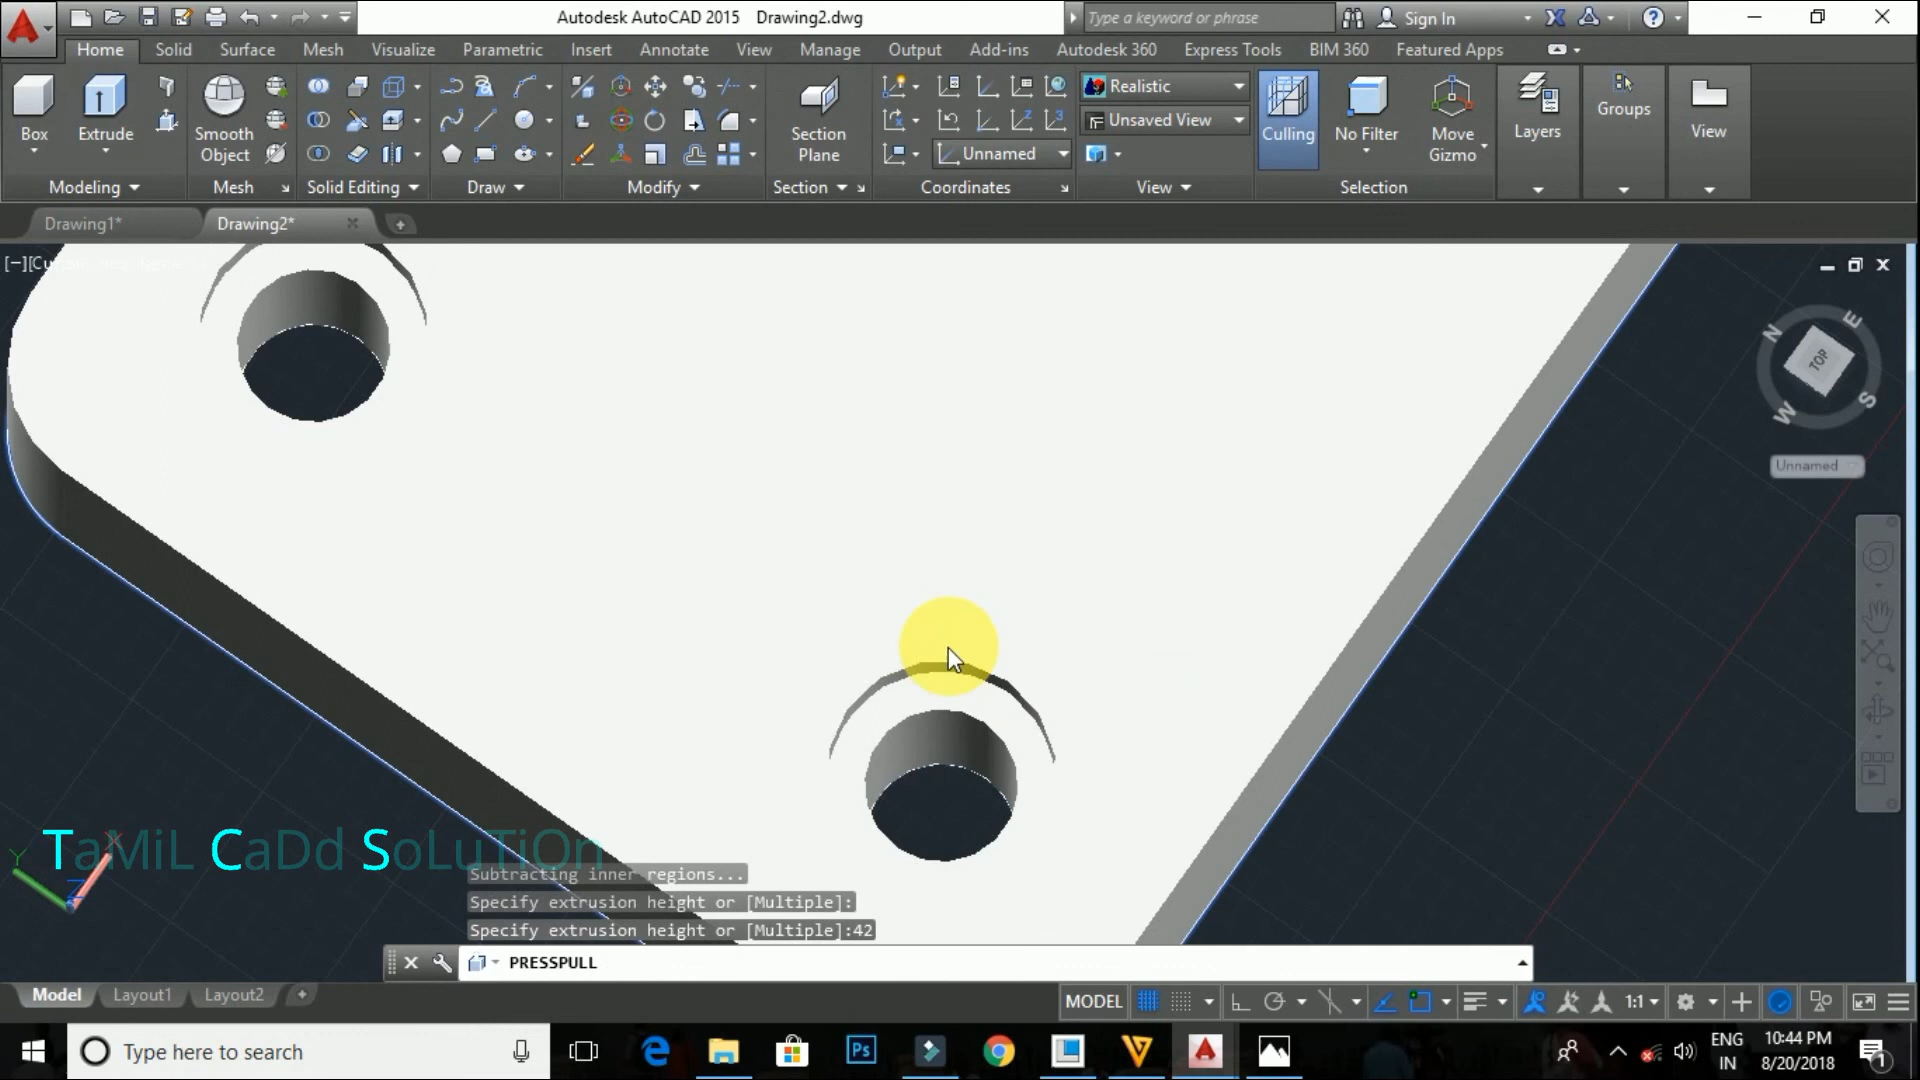 Autodesk AutoCAD 2015 Drawing2.dwg
Type a keyword or phrase
Sign In
Home Solid Surface Mesh Visualize Parametric Insert Annotate View Manage Output Add-ins Autodesk 360 Express Tools BIM 360 Featured Apps
Box
Extrude
Smooth
Object
Section
Plane
Realistic
Unsaved View
Unnamed
Culling
No Filter
Move
Gizmo
Layers
Groups
View
Modeling Mesh Solid Editing Draw Modify Section Coordinates View Selection
Drawing1* Drawing2*
N
E
TOP
W
S
Unnamed
TaMiL CaDd SoLuTiOn
X
Y
Z
Subtracting inner regions...
Specify extrusion height or [Multiple]:
Specify extrusion height or [Multiple]:42
PRESSPULL
Model Layout1 Layout2
MODEL
1:1
Type here to search
Ps
ENG
IN
10:44 PM
8/20/2018
1